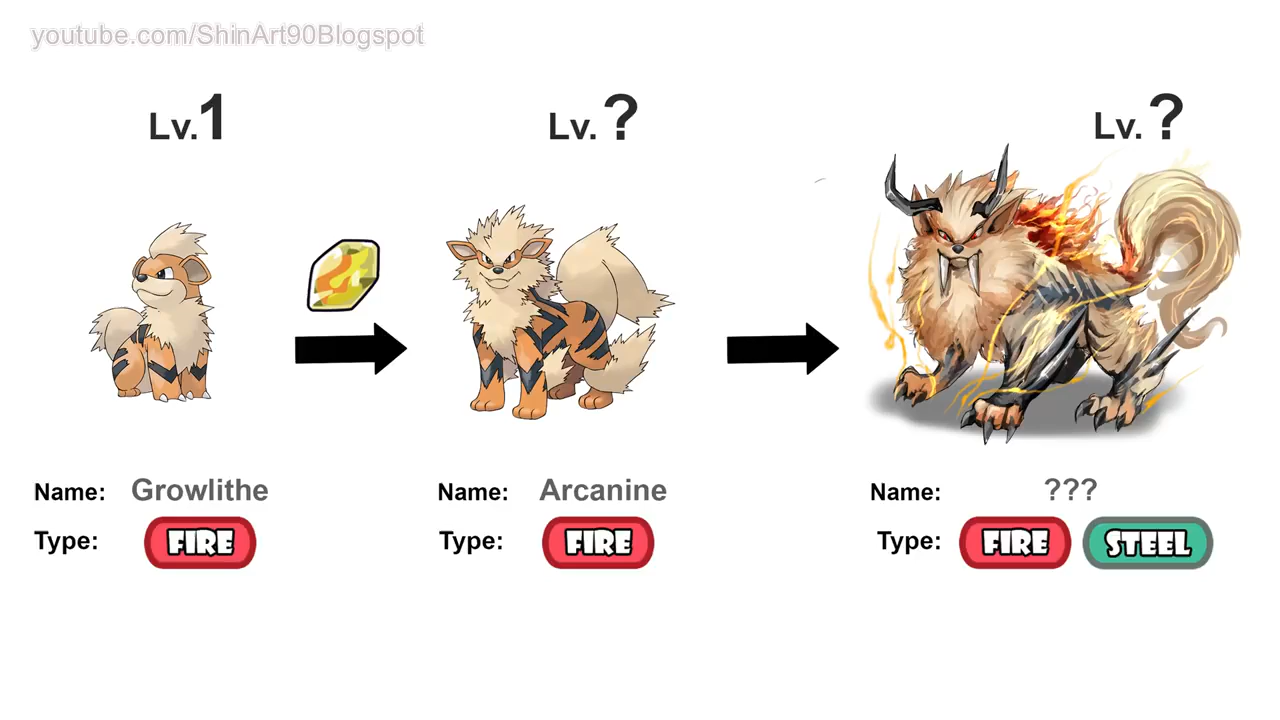 youtube.com/ShinArt90Blogspot
Lv.1
Lv. ?
Lv. ?
Name: Growlithe
Type: FIRE
Name: Arcanine
Type: FIRE
Name: ???
Type: FIRE STEEL